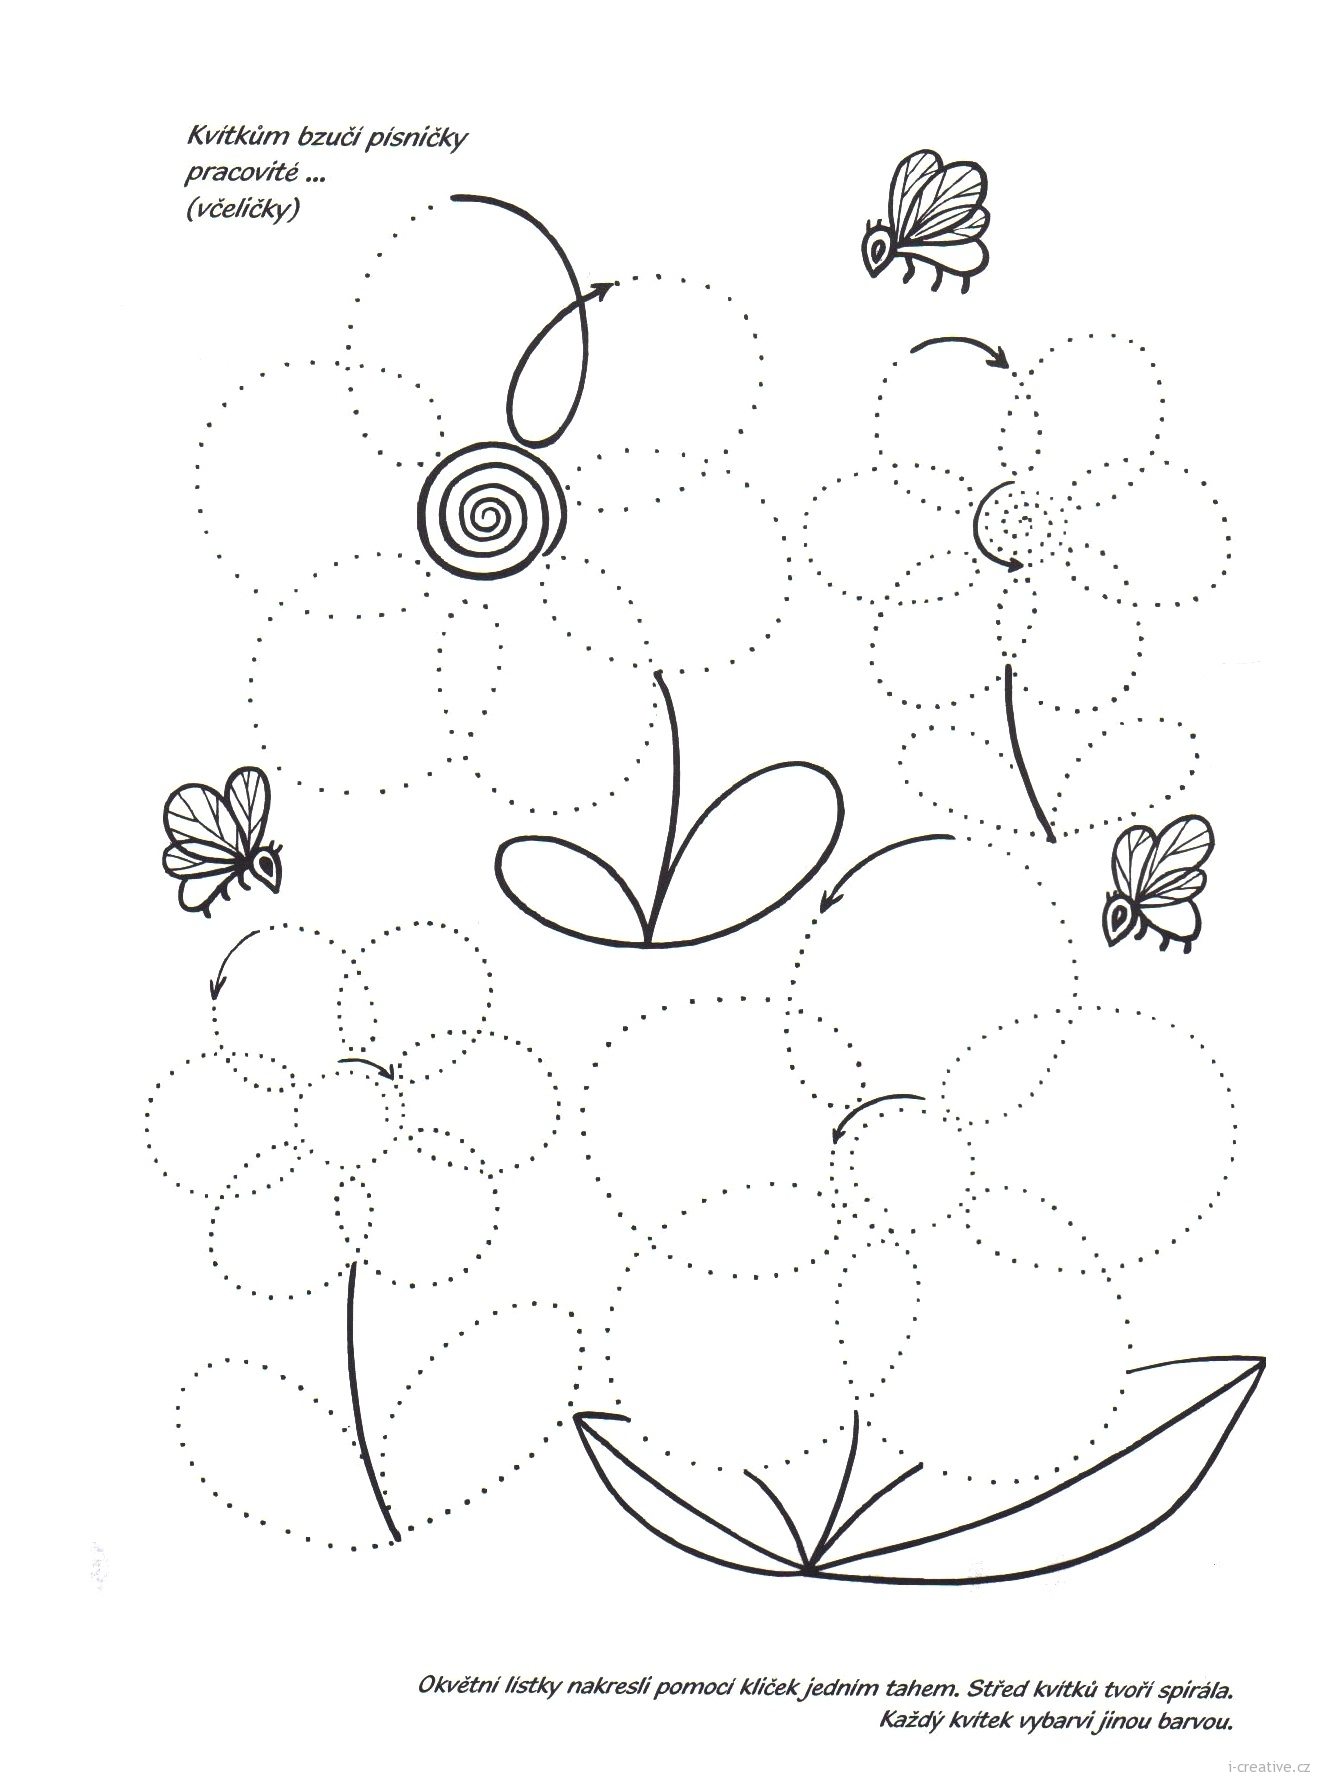 Kvítkům bzučí písničky
pracovité ...
(včeličky)
Okvětní lístky nakresli pomocí kliček jedním tahem. Střed kvítků tvoří spirála.
Každý kvítek vybarvi jinou barvou.
i-creative.cz